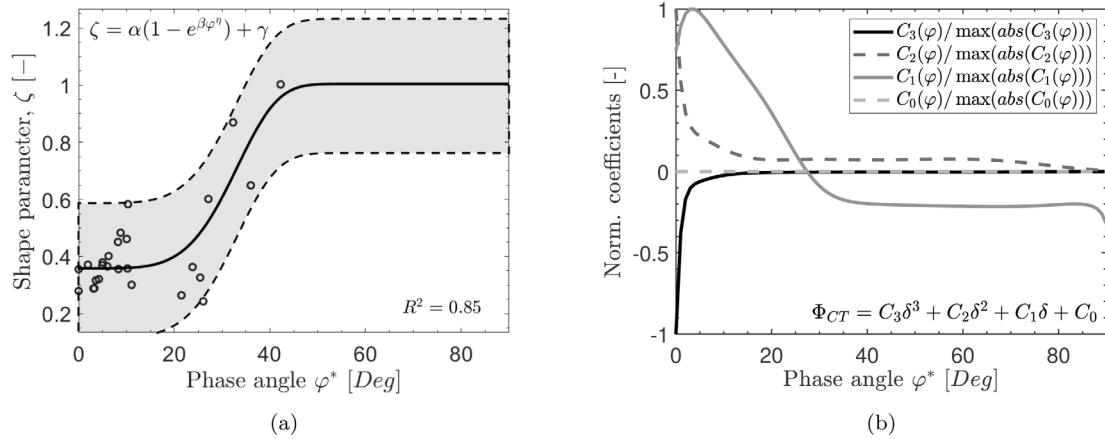 ζ = α(1 − e^{βφ^η}) + γ
1.2
1
0.8
0.6
0.4
0.2
Shape parameter, ζ [−]
R² = 0.85
0 20 40 60 80
Phase angle φ* [Deg]
(a)
C₃(φ)/max(abs(C₃(φ)))
C₂(φ)/max(abs(C₂(φ)))
C₁(φ)/max(abs(C₁(φ)))
C₀(φ)/max(abs(C₀(φ)))
1
0.5
0
-0.5
-1
Norm. coefficients [-]
Φ_{CT} = C₃δ³ + C₂δ² + C₁δ + C₀
0 20 40 60 80
Phase angle φ* [Deg]
(b)